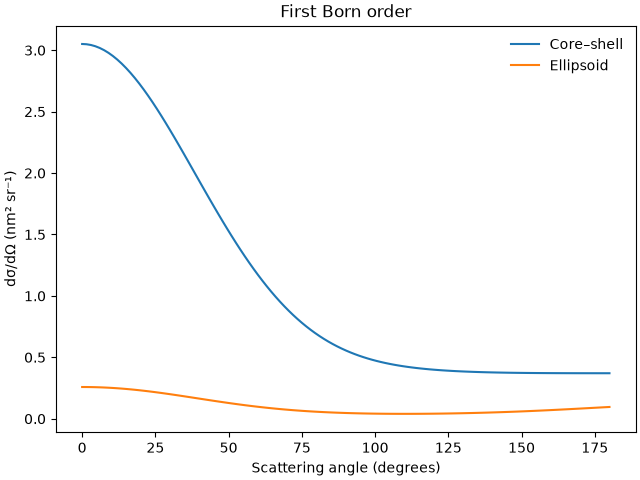 First Born order
Core–shell
Ellipsoid
dσ/dΩ (nm² sr⁻¹)
3.0
2.5
2.0
1.5
1.0
0.5
0.0
0 25 50 75 100 125 150 175
Scattering angle (degrees)